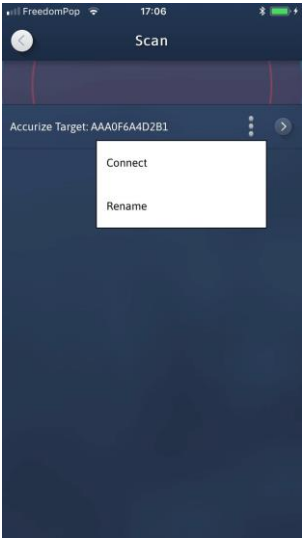 FreedomPop 17:06
Scan
Accurize Target: AAA0F6A4D2B1
Connect
Rename